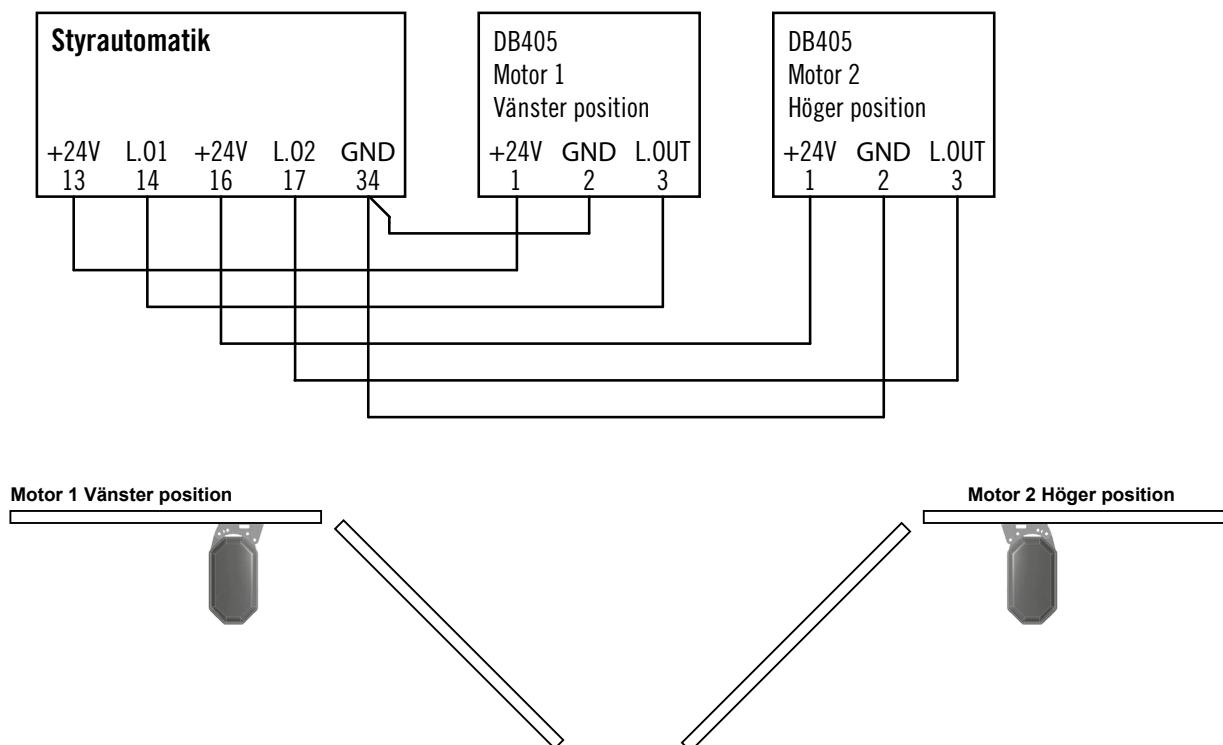 Styrautomatik
+24V L.O1 +24V L.O2 GND
13 14 16 17 34
DB405
Motor 1
Vänster position
+24V GND L.OUT
1 2 3
DB405
Motor 2
Höger position
+24V GND L.OUT
1 2 3
Motor 1 Vänster position
Motor 2 Höger position